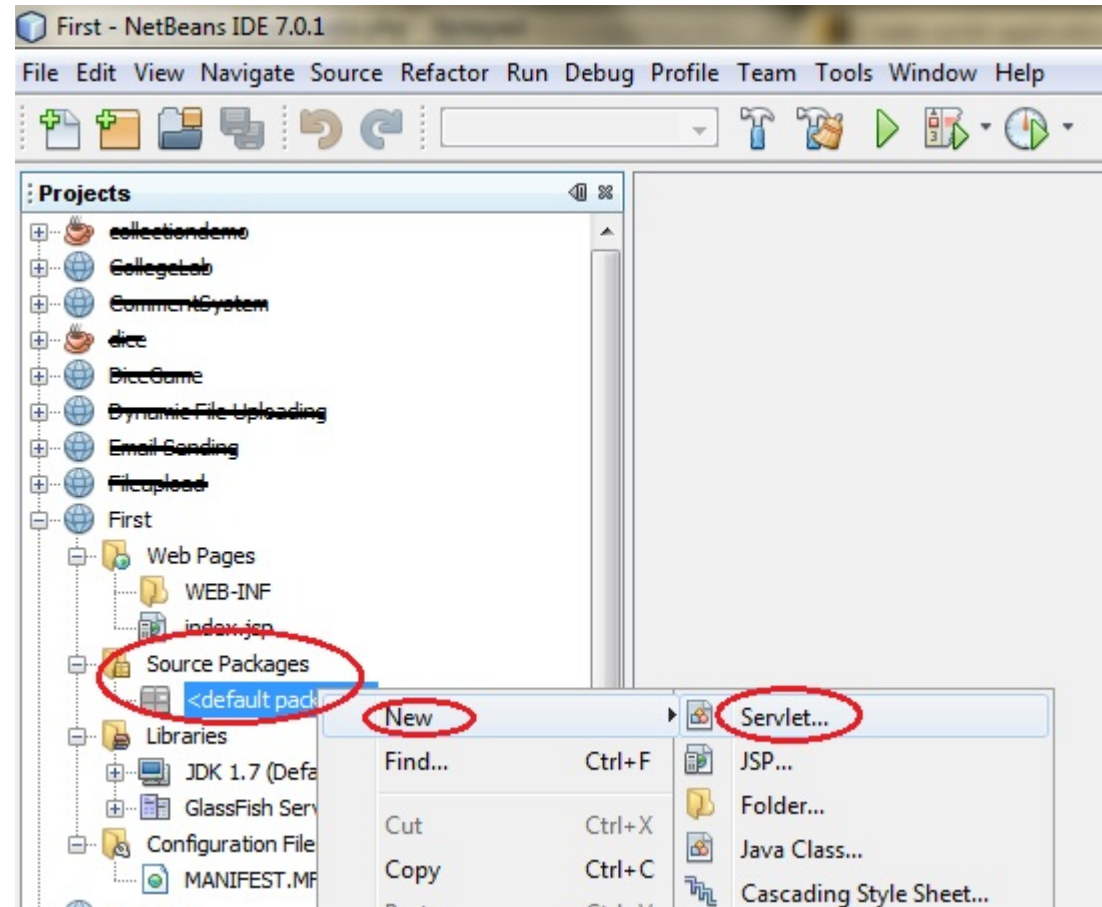 First - NetBeans IDE 7.0.1
File Edit View Navigate Source Refactor Run Debug Profile Team Tools Window Help
Projects
collectiondemo
CollegeLab
CommentSystem
dice
DiceGame
Dynamic File Uploading
Email Sending
Fileupload
First
Web Pages
WEB-INF
index.jsp
Source Packages
<default pack
New
Servlet...
Libraries
Find...
Ctrl+F
JSP...
JDK 1.7 (Defa
GlassFish Serv
Folder...
Cut
Ctrl+X
Configuration File
Java Class...
Copy
Ctrl+C
MANIFEST.MF
Cascading Style Sheet...